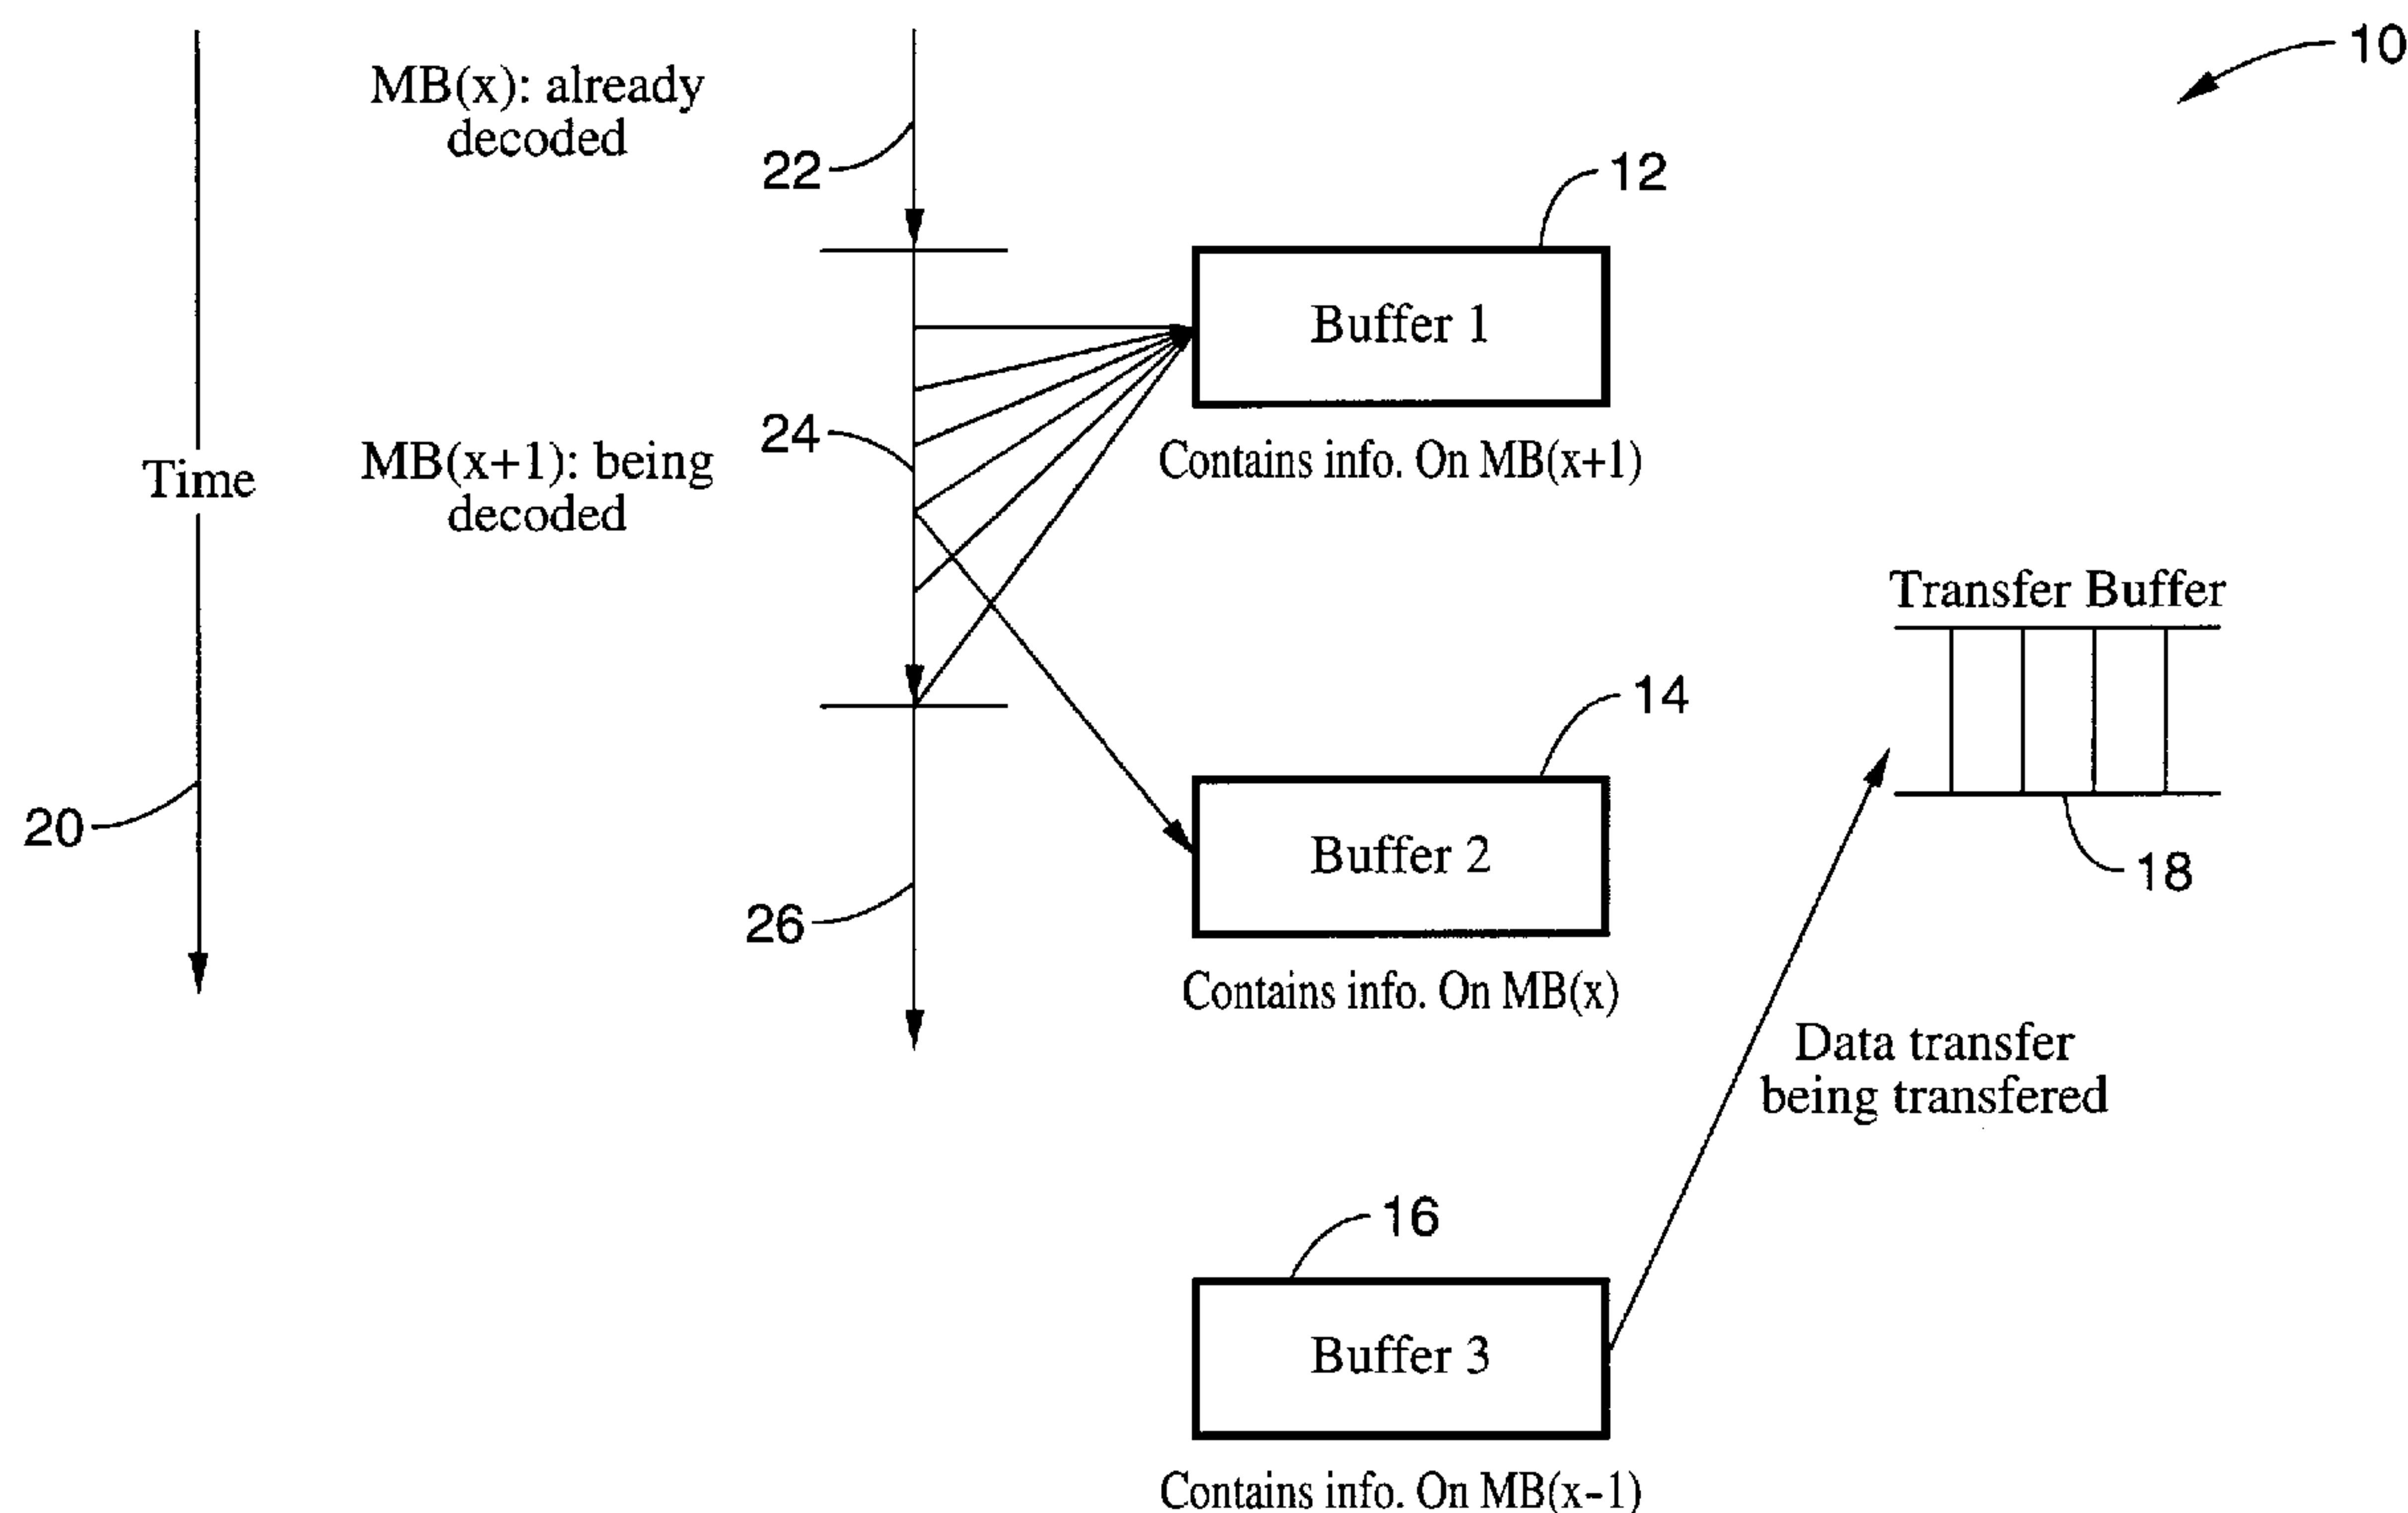 10
MB(x): already
decoded
22
12
Buffer 1
24
Contains info. On MB(x+1)
Time
MB(x+1): being
decoded
Transfer Buffer
14
20
Buffer 2
18
26
Contains info. On MB(x)
Data transfer
being transfered
16
Buffer 3
Contains info. On MB(x-1)